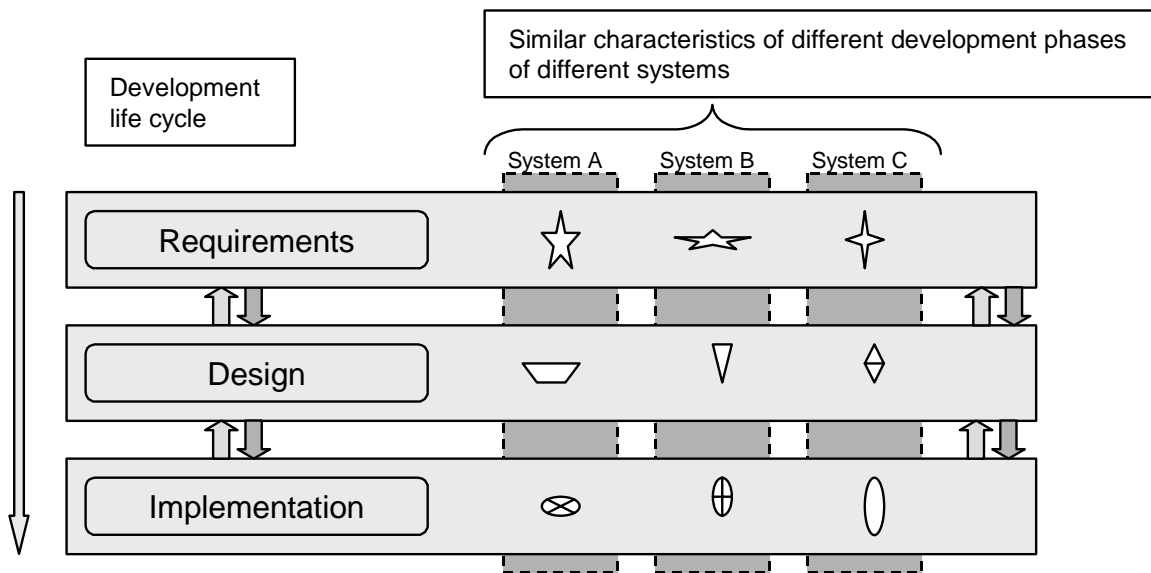 Similar characteristics of different development phases
of different systems
Development
life cycle
System A
System B
System C
Requirements
Design
Implementation